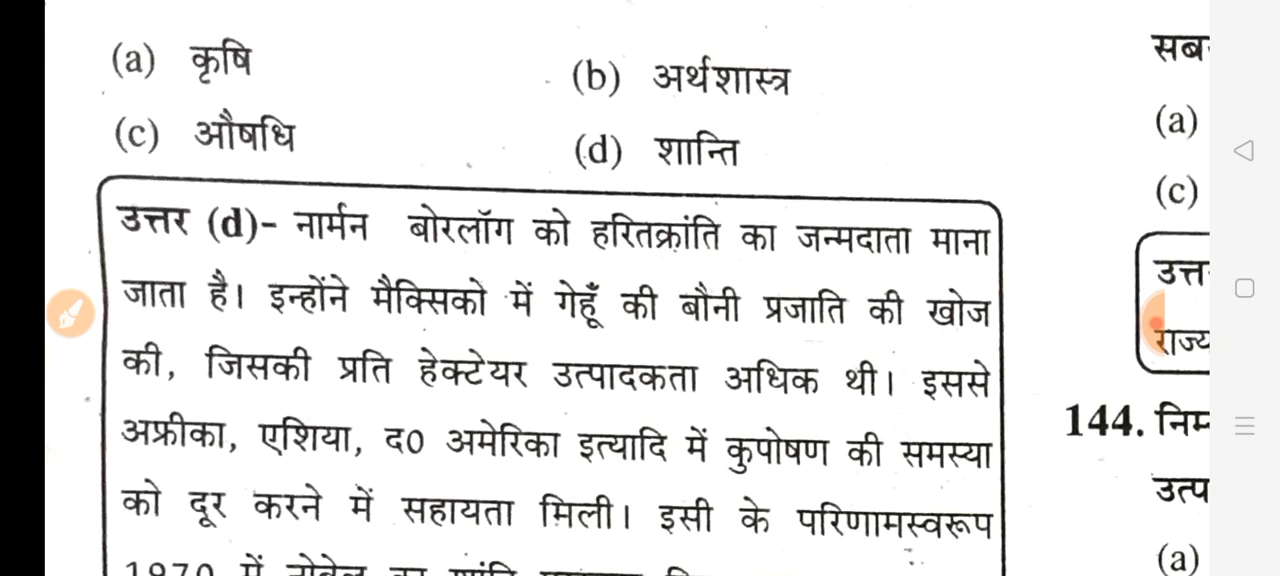 (a) कृषि
(b) अर्थशास्त्र
(c) औषधि
(d) शान्ति
उत्तर (d)- नार्मन बोरलॉग को हरितक्रांति का जन्मदाता माना
जाता है। इन्होंने मैक्सिको में गेहूँ की बौनी प्रजाति की खोज
की, जिसकी प्रति हेक्टेयर उत्पादकता अधिक थी। इससे
अफ्रीका, एशिया, द0 अमेरिका इत्यादि में कुपोषण की समस्या
को दूर करने में सहायता मिली। इसी के परिणामस्वरूप
1970 में नोबेल का शांति
सब
(a)
(c)
उत्त
राज्य
144. निम
उत्प
(a)